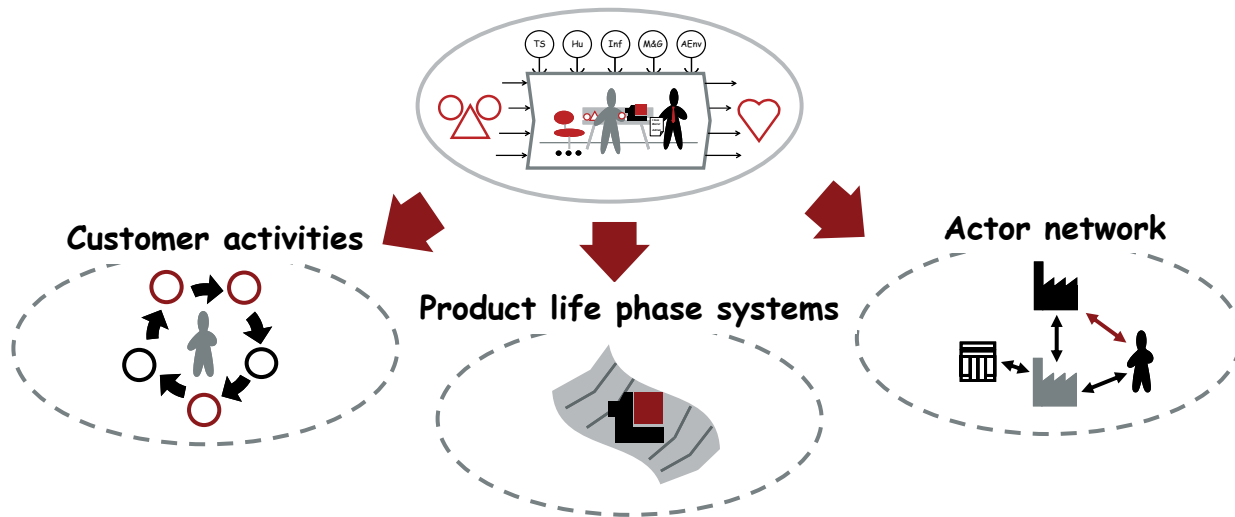 TS Hu Inf M&G AEnv
Customer activities
Actor network
Product life phase systems